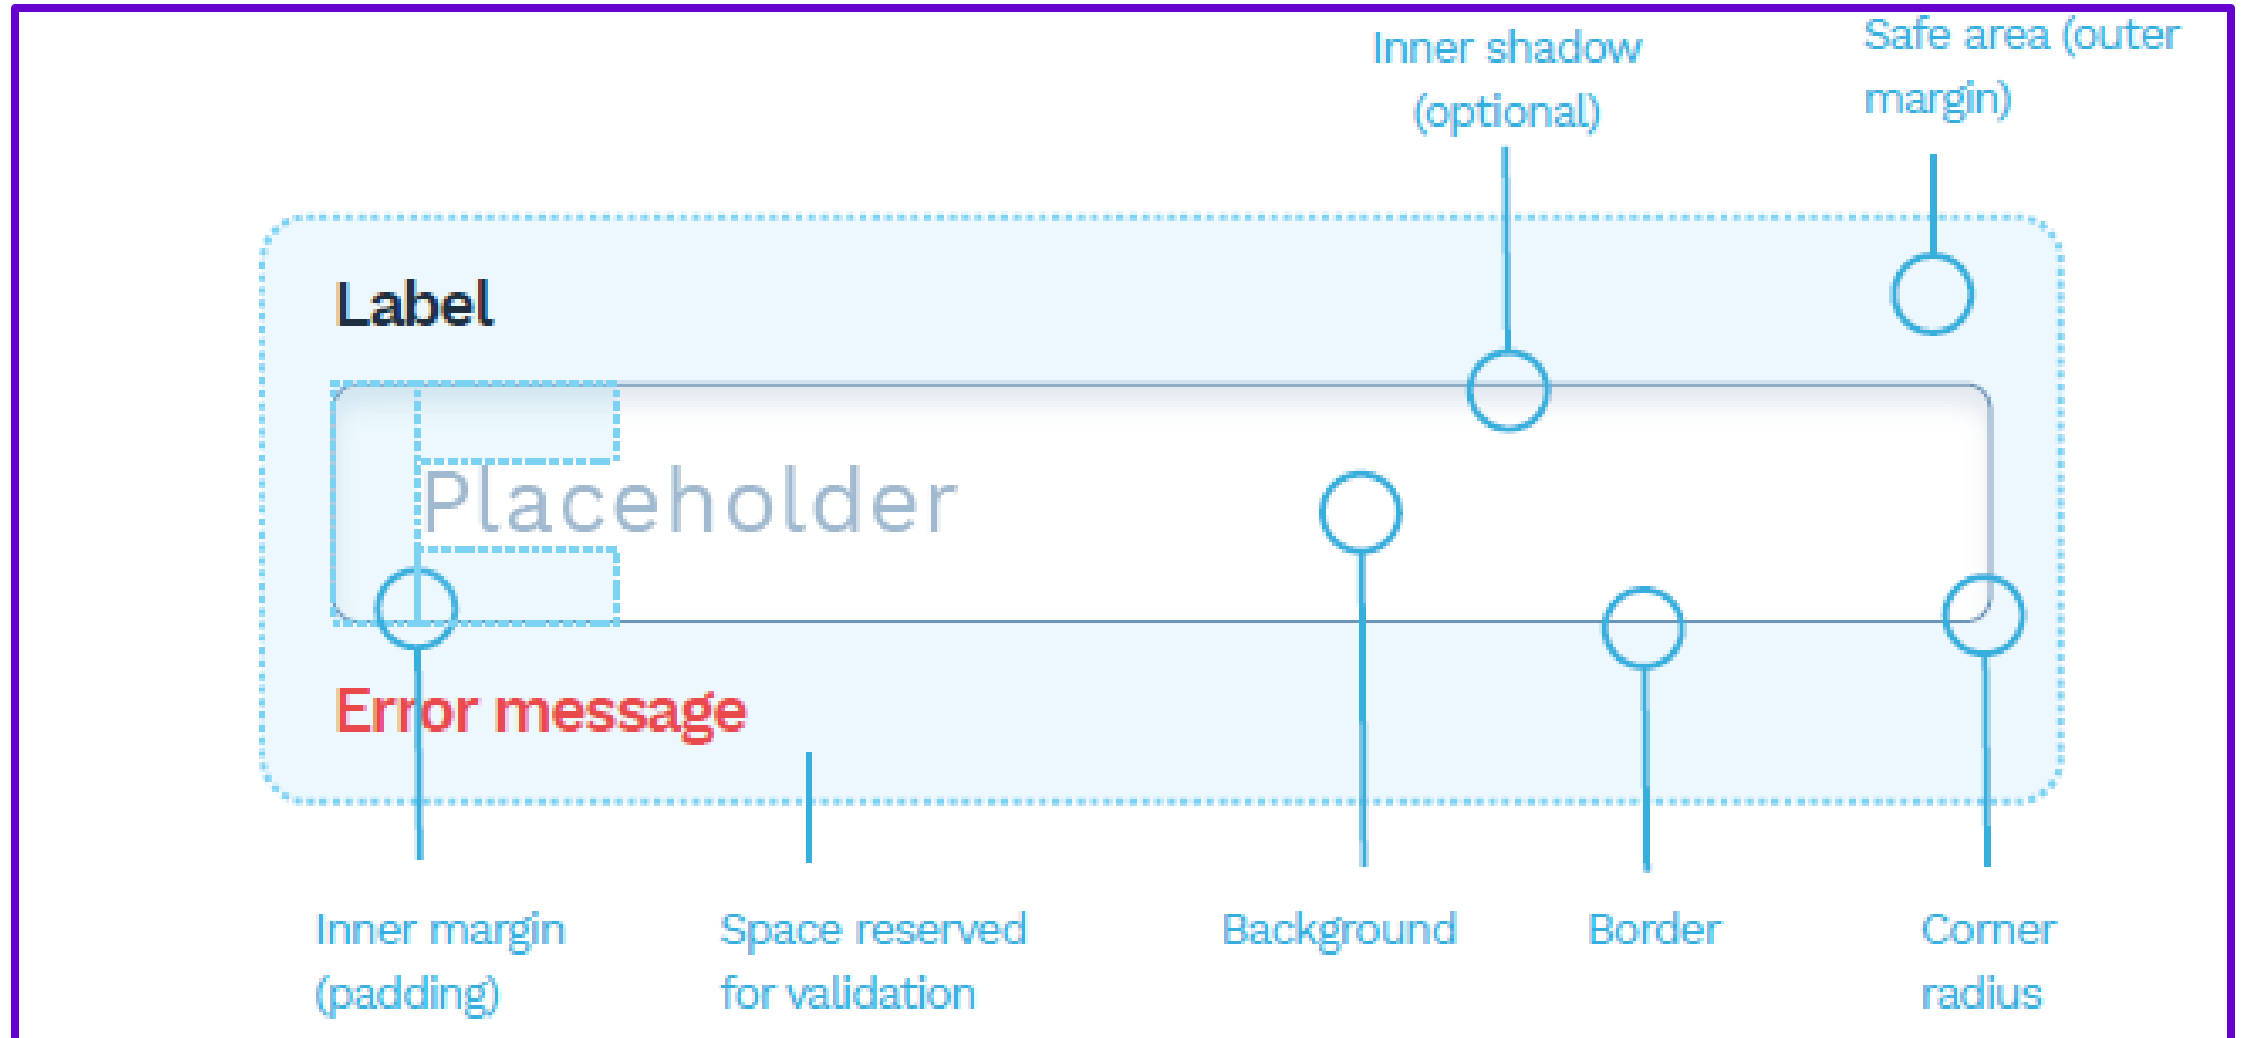 Inner shadow
(optional)
Safe area (outer
margin)
Label
Placeholder
Error message
Inner margin
(padding)
Space reserved
for validation
Background
Border
Corner
radius